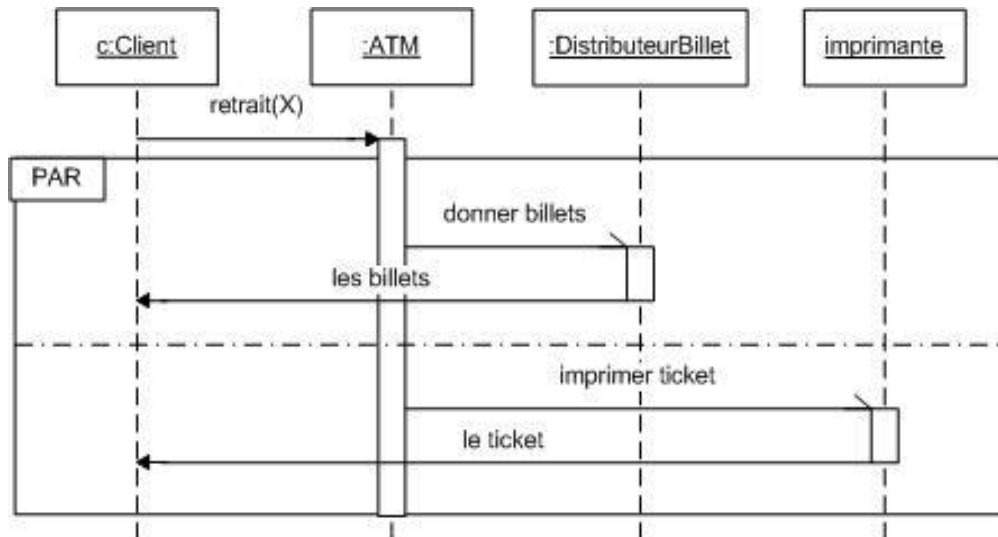 c:Client
:ATM
:DistributeurBillet
imprimante
retrait(X)
PAR
donner billets
les billets
imprimer ticket
le ticket